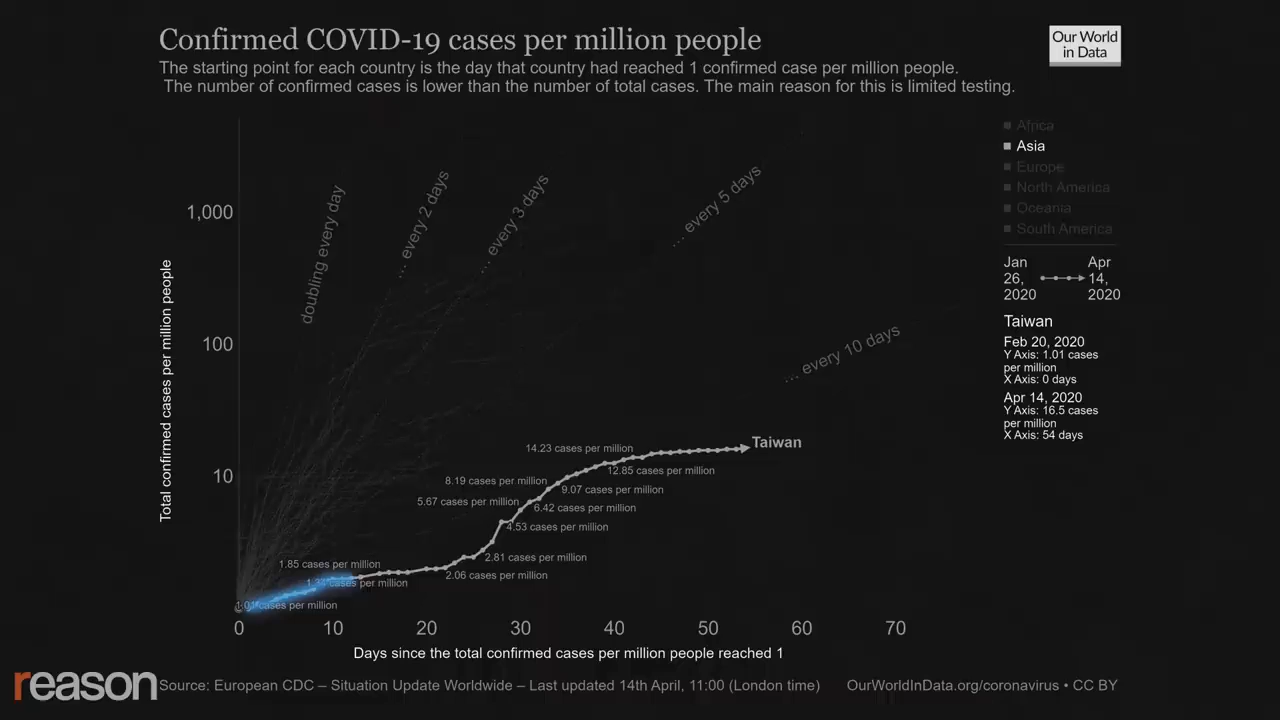 Confirmed COVID-19 cases per million people
Our World
in Data
The starting point for each country is the day that country had reached 1 confirmed case per million people.
The number of confirmed cases is lower than the number of total cases. The main reason for this is limited testing.
Africa
Asia
Europe
North America
Oceania
South America
Jan
26,
2020
Apr
14,
2020
Taiwan
Feb 20, 2020
Y Axis: 1.01 cases
per million
X Axis: 0 days
Apr 14, 2020
Y Axis: 16.5 cases
per million
X Axis: 54 days
Total confirmed cases per million people
1,000
100
10
doubling every day
... every 2 days
... every 3 days
... every 5 days
... every 10 days
Taiwan
14.23 cases per million
12.85 cases per million
8.19 cases per million
9.07 cases per million
5.67 cases per million
6.42 cases per million
4.53 cases per million
2.81 cases per million
1.85 cases per million
2.06 cases per million
cases per million
1.01 cases per million
0
10
20
30
40
50
60
70
Days since the total confirmed cases per million people reached 1
reason
Source: European CDC – Situation Update Worldwide – Last updated 14th April, 11:00 (London time)
OurWorldInData.org/coronavirus • CC BY